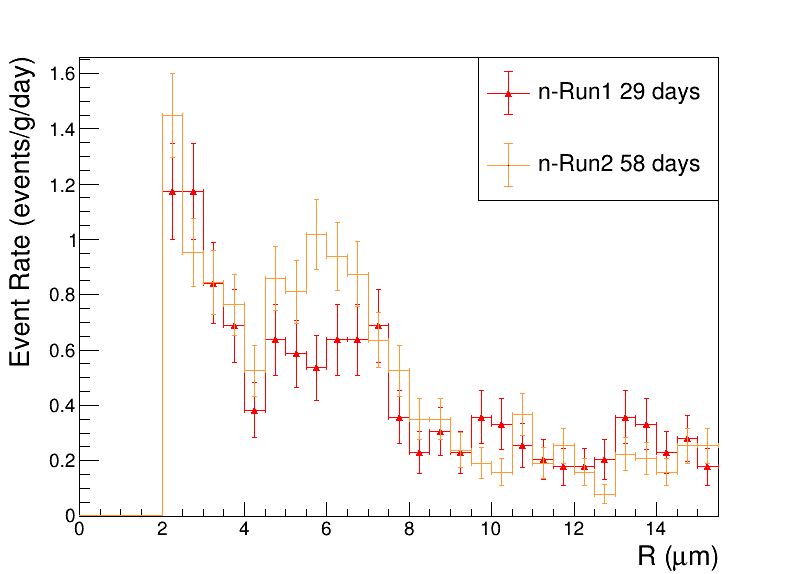 n-Run1 29 days
n-Run2 58 days
Event Rate (events/g/day)
1.6
1.4
1.2
1
0.8
0.6
0.4
0.2
0
0 2 4 6 8 10 12 14
R (μm)